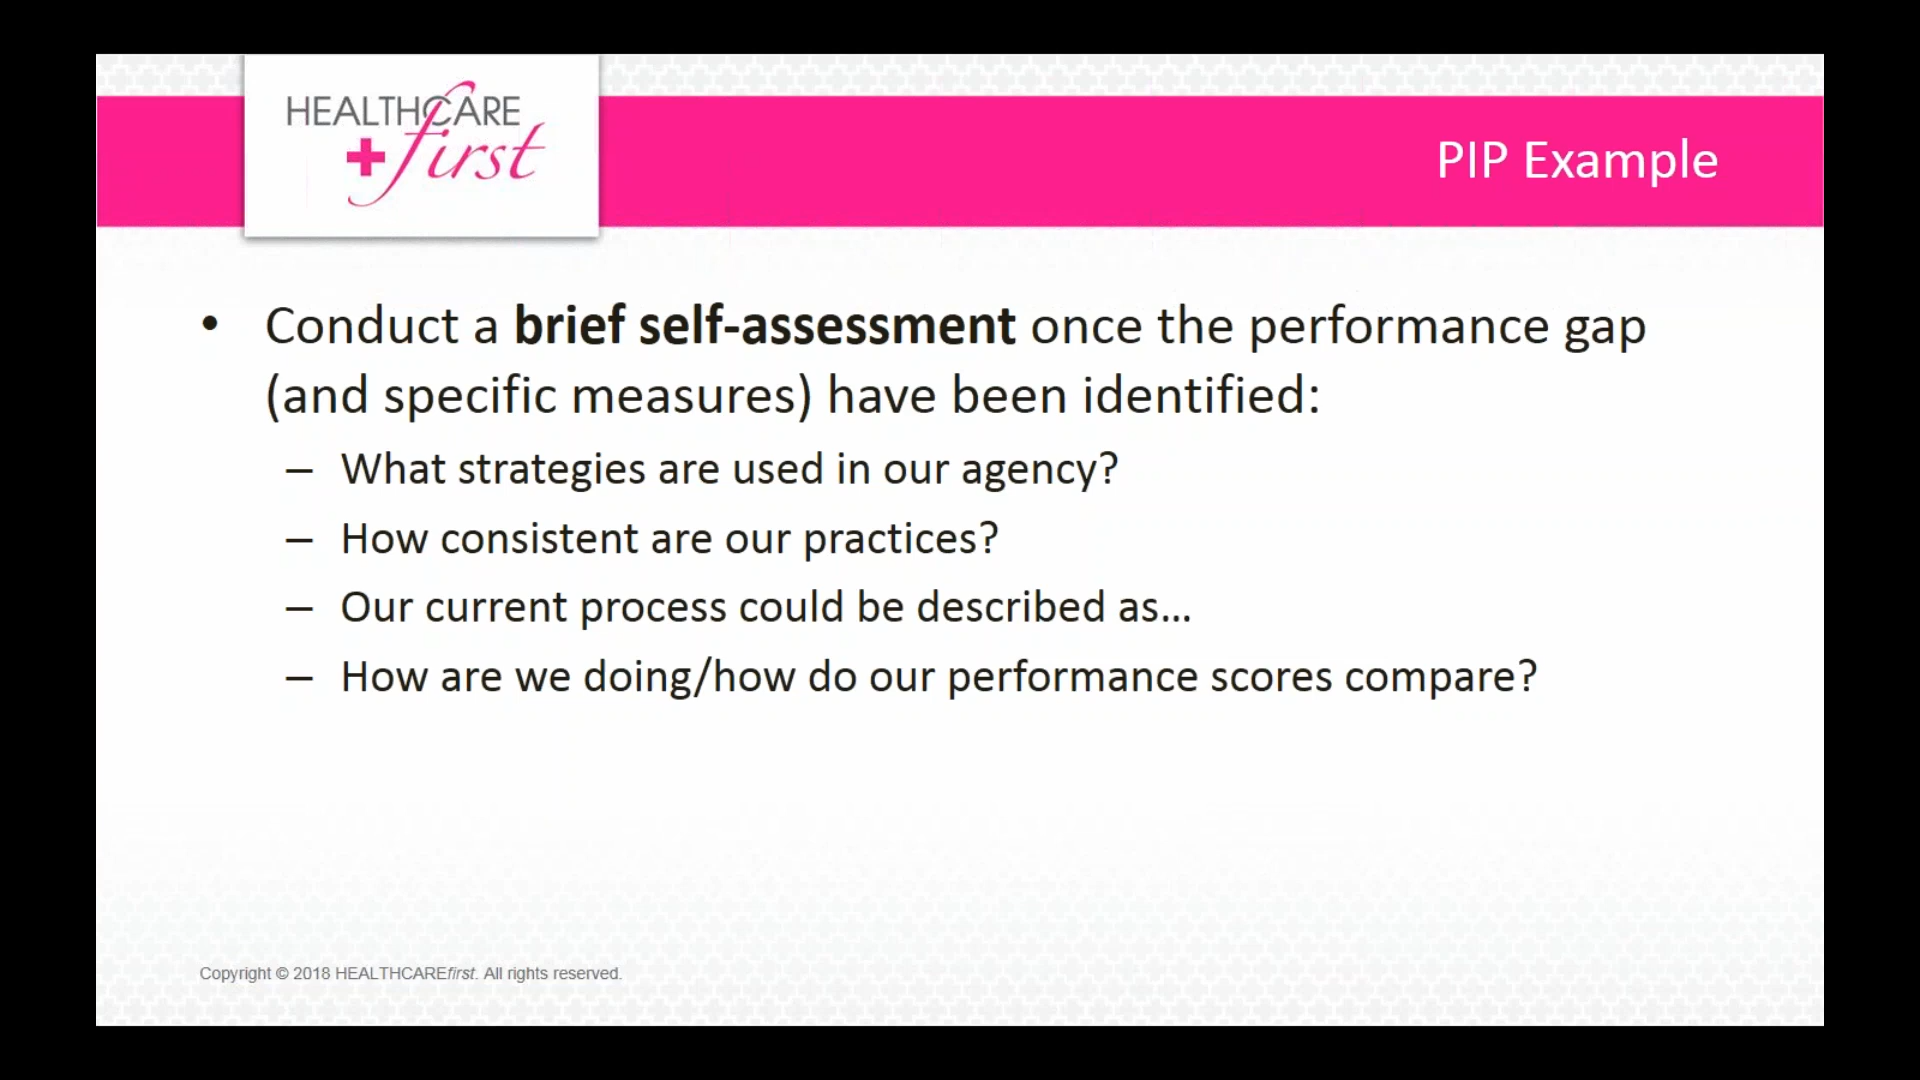 HEALTHCARE
first
PIP Example
• Conduct a brief self-assessment once the performance gap
(and specific measures) have been identified:
– What strategies are used in our agency?
– How consistent are our practices?
– Our current process could be described as...
– How are we doing/how do our performance scores compare?
Copyright © 2018 HEALTHCAREfirst. All rights reserved.